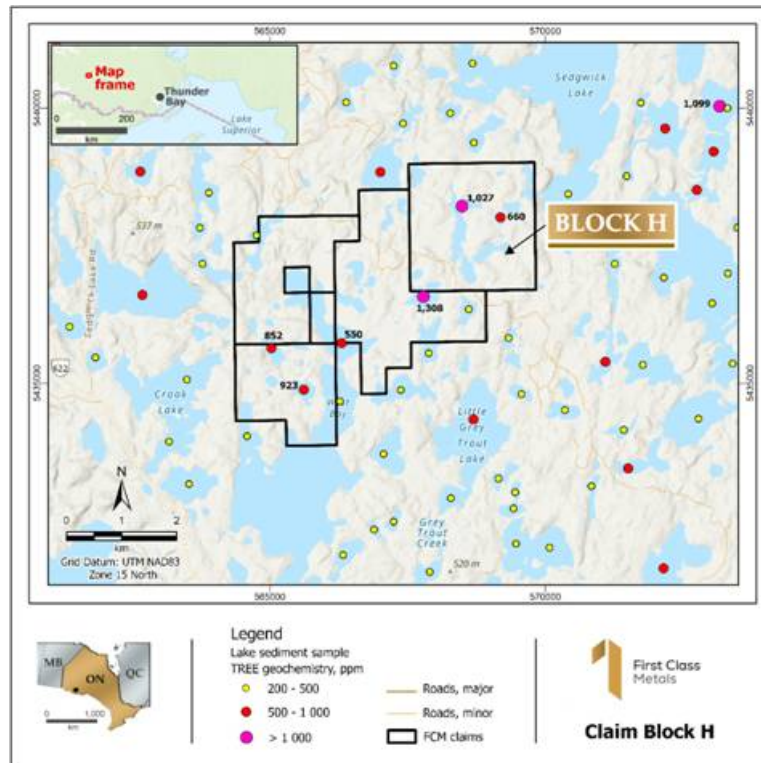 565000
570000
Map
frame
Thunder
Bay
Lake
Superior
0 200
km
Sedgwick
Lake
1,099
5440000
5440000
1,027
660
BLOCK H
537 m
1,308
852
550
923
622
5435000
5435000
Crook
Lake
Little
Grey
Trout
Lake
N
0 1 2
km
Grid Datum: UTM NAD83
Zone 15 North
Grey
Trout
Creek
520 m
565000
570000
MB
ON
QC
0 1,000
km
Legend
Lake sediment sample
TREE geochemistry, ppm
200 - 500
500 - 1 000
> 1 000
Roads, major
Roads, minor
FCM claims
First Class
Metals
Claim Block H